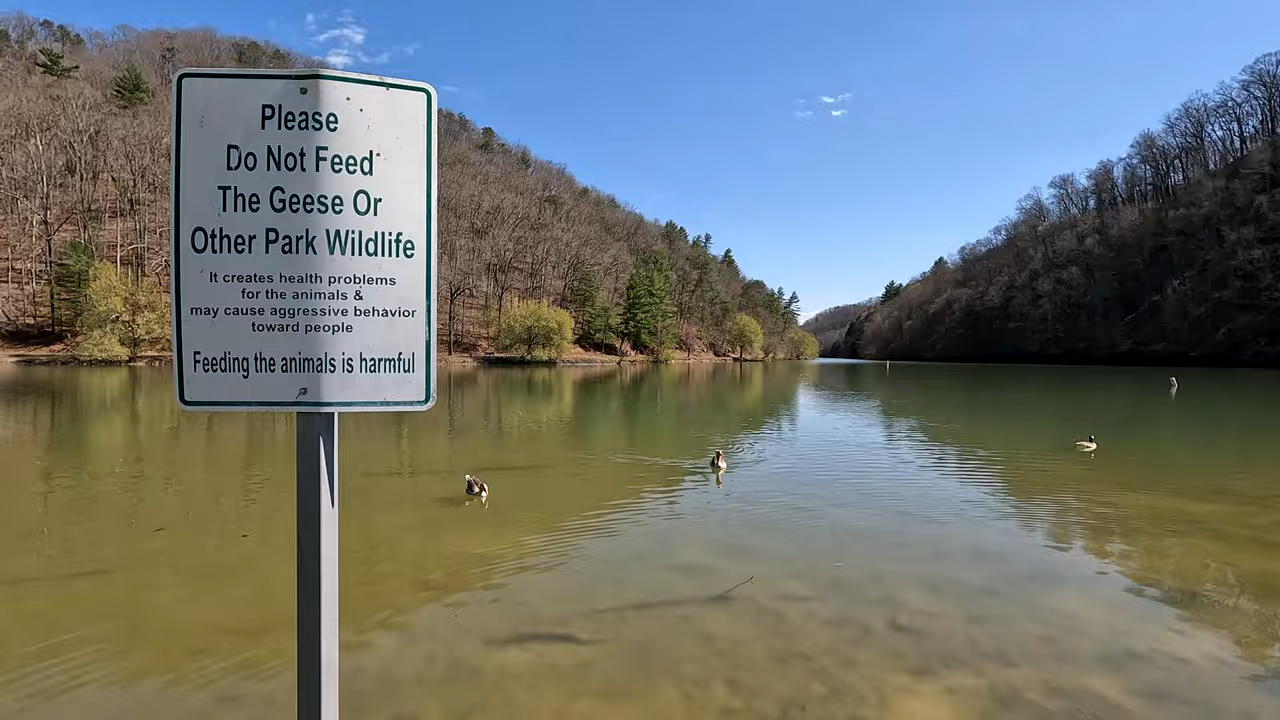 Please
Do Not Feed
The Geese Or
Other Park Wildlife
It creates health problems
for the animals &
may cause aggressive behavior
toward people
Feeding the animals is harmful